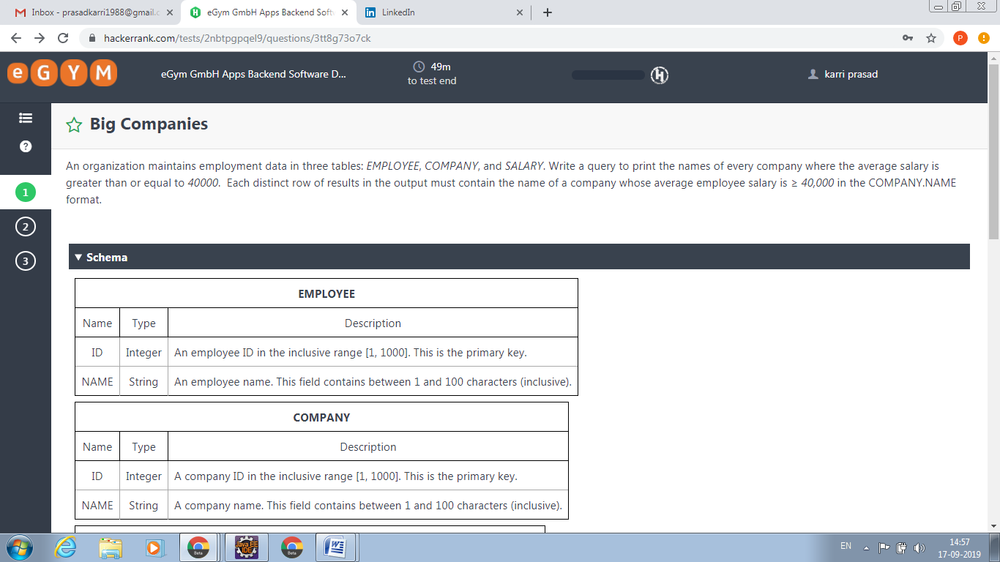 Inbox - prasadkarri1988@gmail.c
eGym GmbH Apps Backend Softw
LinkedIn
hackerrank.com/tests/2nbtpgpqel9/questions/3tt8g73o7ck
P
eGYM
eGym GmbH Apps Backend Software D...
49m
to test end
H
karri prasad
Big Companies
1
2
3
An organization maintains employment data in three tables: EMPLOYEE, COMPANY, and SALARY. Write a query to print the names of every company where the average salary is
greater than or equal to 40000. Each distinct row of results in the output must contain the name of a company whose average employee salary is ≥ 40,000 in the COMPANY.NAME
format.
Schema
EMPLOYEE
Name Type Description
ID Integer An employee ID in the inclusive range [1, 1000]. This is the primary key.
NAME String An employee name. This field contains between 1 and 100 characters (inclusive).
COMPANY
Name Type Description
ID Integer A company ID in the inclusive range [1, 1000]. This is the primary key.
NAME String A company name. This field contains between 1 and 100 characters (inclusive).
Beta
Java EE
IDE
Beta
W
EN
14:57
17-09-2019